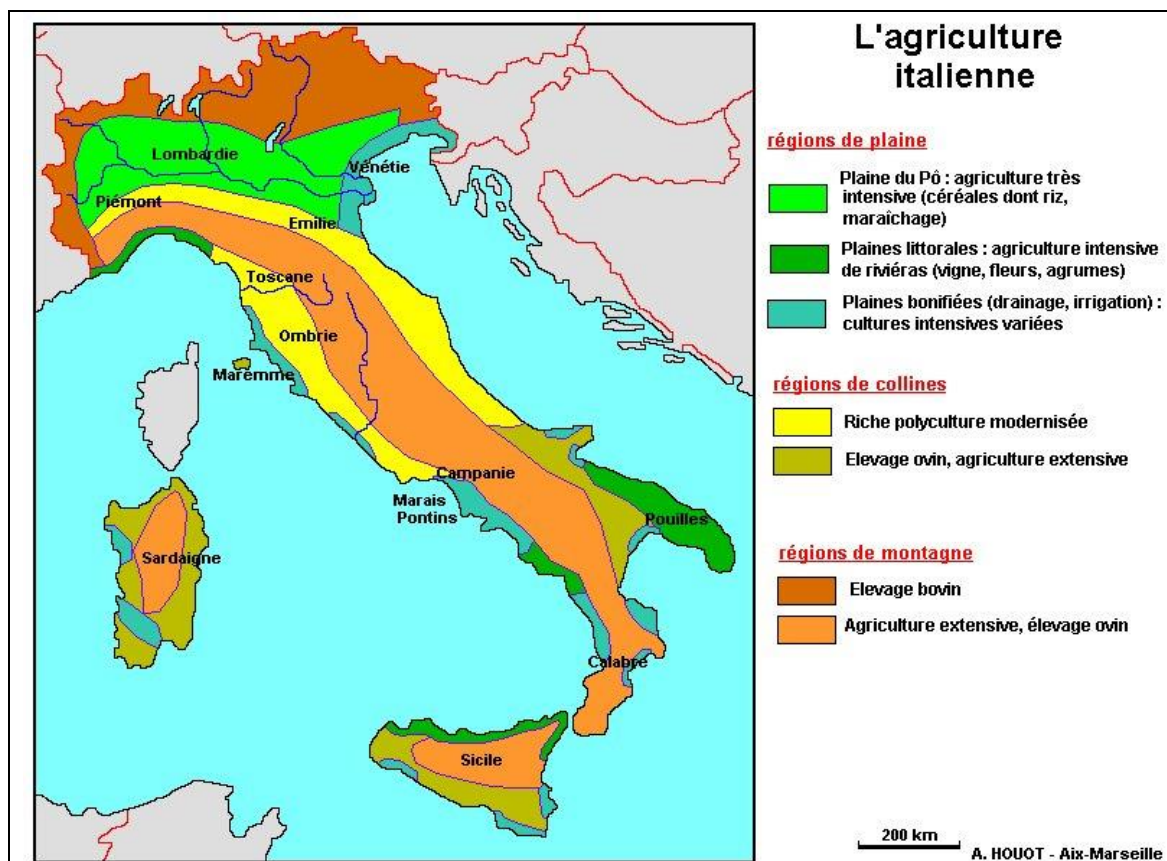 L'agriculture
italienne
régions de plaine
Plaine du Pô : agriculture très
intensive (céréales dont riz,
maraîchage)
Plaines littorales : agriculture intensive
de riviéras (vigne, fleurs, agrumes)
Plaines bonifiées (drainage, irrigation) :
cultures intensives variées
régions de collines
Riche polyculture modernisée
Elevage ovin, agriculture extensive
régions de montagne
Elevage bovin
Agriculture extensive, élevage ovin
200 km
A. HOUOT - Aix-Marseille
Lombardie
Vénétie
Piémont
Emilie
Toscane
Ombrie
Maremme
Campanie
Marais
Pontins
Pouilles
Sardaigne
Calabre
Sicile